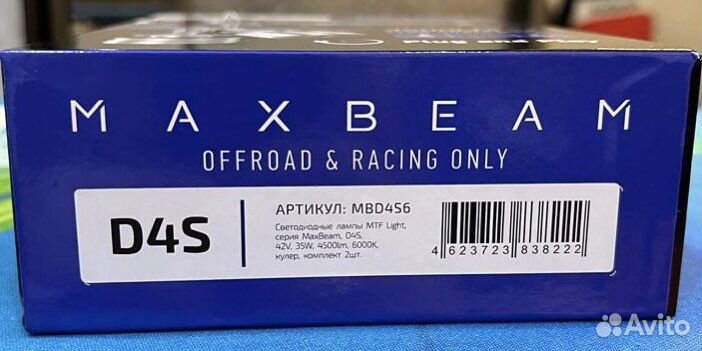 MAXBEAM
OFFROAD & RACING ONLY
D4S
АРТИКУЛ: MBD4S6
Светодиодные лампы MTF Light,
серия MaxBeam, D4S,
42V, 35W, 4500lm, 6000K,
кулер, комплект 2шт.
4 623723 838222
Avito